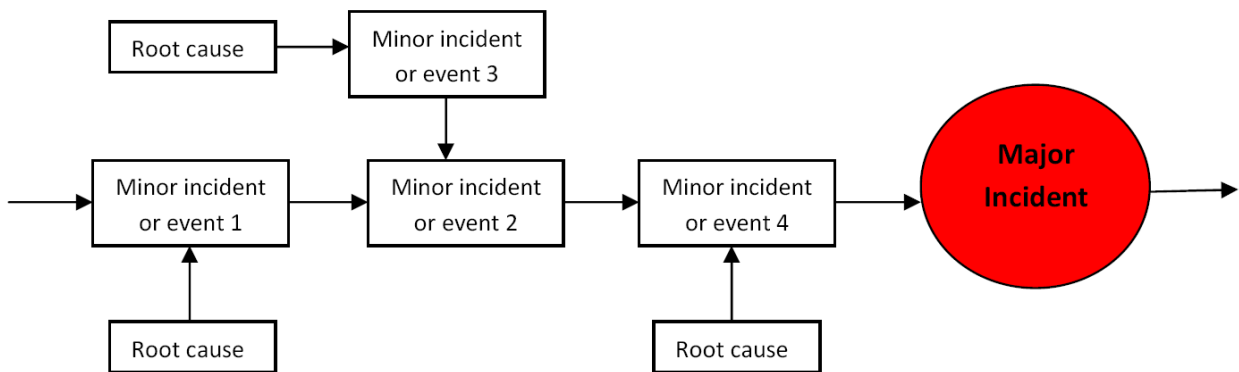 Root cause
Minor incident
or event 3
Minor incident
or event 1
Minor incident
or event 2
Minor incident
or event 4
Major
Incident
Root cause
Root cause